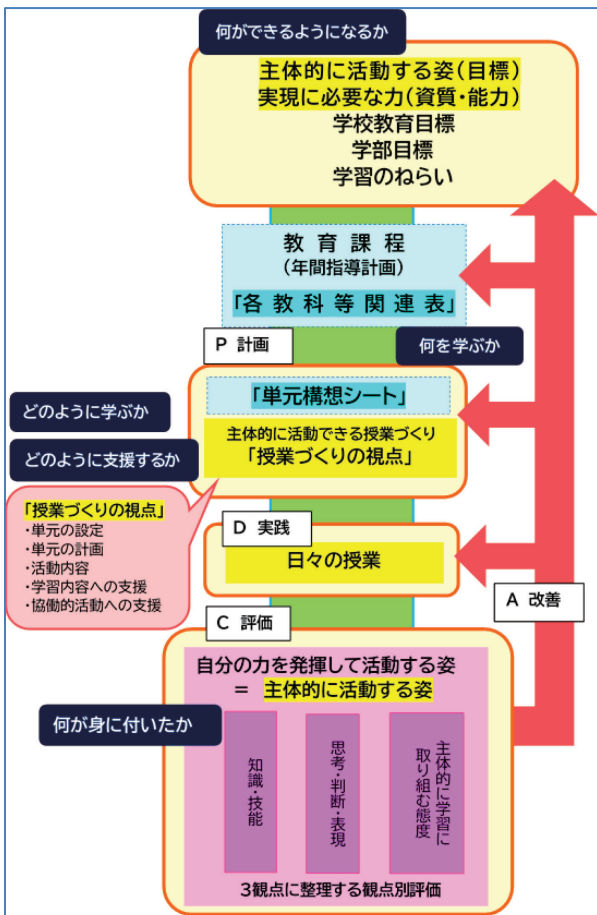 何ができるようになるか
主体的に活動する姿(目標)
実現に必要な力(資質・能力)
学校教育目標
学部目標
学習のねらい
教育課程
(年間指導計画)
「各教科等関連表」
P 計画
何を学ぶか
「単元構想シート」
どのように学ぶか
主体的に活動できる授業づくり
「授業づくりの視点」
どのように支援するか
「授業づくりの視点」
・単元の設定
・単元の計画
・活動内容
・学習内容への支援
・協働的活動への支援
D 実践
日々の授業
A 改善
C 評価
自分の力を発揮して活動する姿
= 主体的に活動する姿
何が身に付いたか
知識・技能
思考・判断・表現
主体的に学習に
取り組む態度
3観点に整理する観点別評価